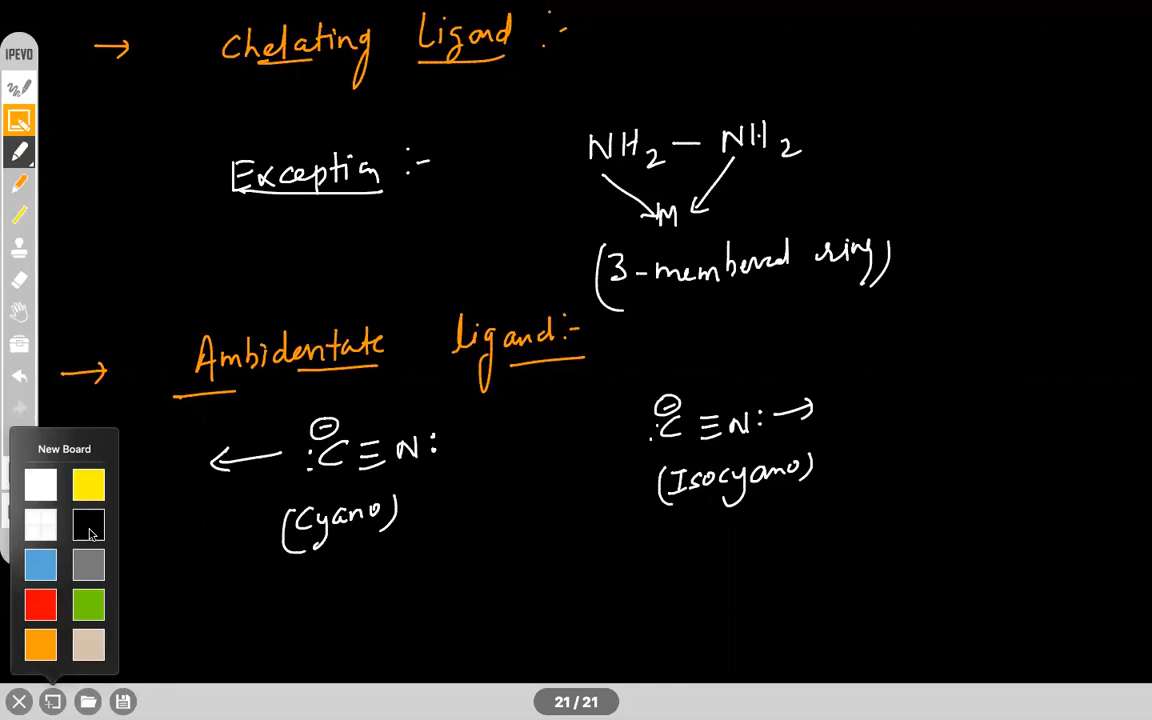 IPEVO
→ Chelating Ligand :-
Exception :-
NH2 — NH2
M
(3-membered ring)
→ Ambidentate ligand:-
← :C⊖ ≡ N:
:C⊖ ≡ N: →
(Cyano)
(Isocyano)
New Board
21 / 21